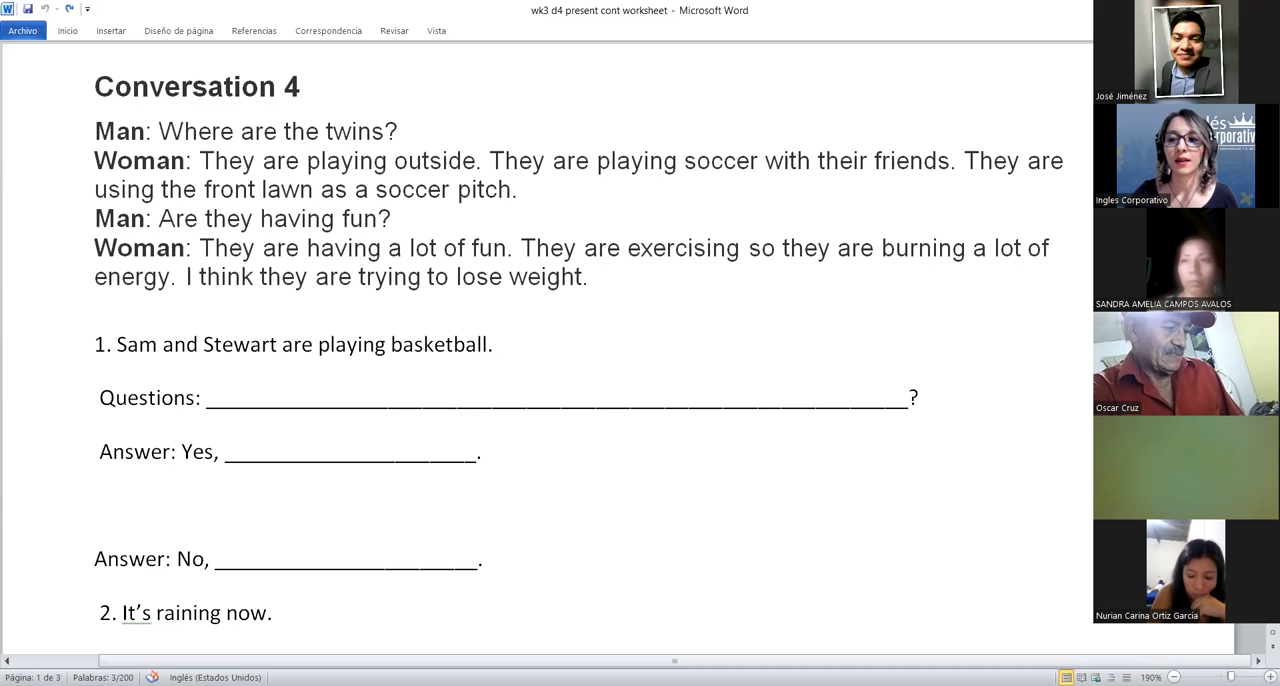 wk3 d4 present cont worksheet - Microsoft Word
Archivo Inicio Insertar Diseño de página Referencias Correspondencia Revisar Vista
Conversation 4
Man: Where are the twins?
Woman: They are playing outside. They are playing soccer with their friends. They are
using the front lawn as a soccer pitch.
Man: Are they having fun?
Woman: They are having a lot of fun. They are exercising so they are burning a lot of
energy. I think they are trying to lose weight.
1. Sam and Stewart are playing basketball.
Questions: ________________________________________?
Answer: Yes, ____________________.
Answer: No, _____________________.
2. It's raining now.
José Jiménez
Ingles Corporativo
SANDRA AMELIA CAMPOS AVALOS
Oscar Cruz
Nurian Carina Ortiz Garcia
Página: 1 de 3 Palabras: 3/200 Inglés (Estados Unidos) 190%